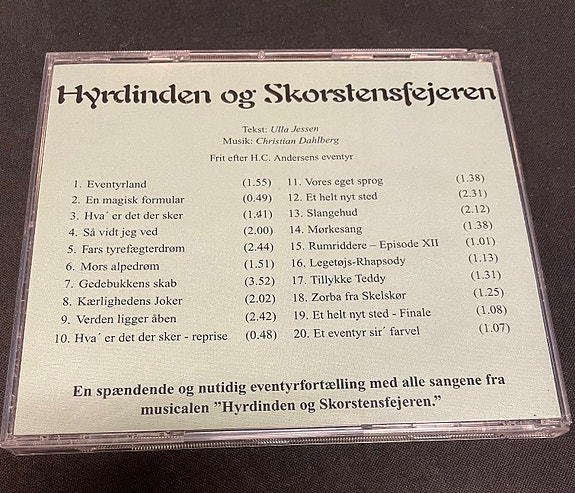 Hyrdinden og Skorstensfejeren
Tekst: Ulla Jessen
Musik: Christian Dahlberg
Frit efter H.C. Andersens eventyr
1. Eventyrland (1.55)
2. En magisk formular (0.49)
3. Hva´ er det der sker (1.41)
4. Så vidt jeg ved (2.00)
5. Fars tyrefægterdrøm (2.44)
6. Mors alpedrøm (1.51)
7. Gedebukkens skab (3.52)
8. Kærlighedens Joker (2.02)
9. Verden ligger åben (2.42)
10. Hva´ er det der sker - reprise (0.48)
11. Vores eget sprog (1.38)
12. Et helt nyt sted (2.31)
13. Slangehud (2.12)
14. Mørkesang (1.38)
15. Rumriddere – Episode XII (1.01)
16. Legetøjs-Rhapsody (1.13)
17. Tillykke Teddy (1.31)
18. Zorba fra Skelskør (1.25)
19. Et helt nyt sted - Finale (1.08)
20. Et eventyr sir´ farvel (1.07)
En spændende og nutidig eventyrfortælling med alle sangene fra
musicalen ”Hyrdinden og Skorstensfejeren.”